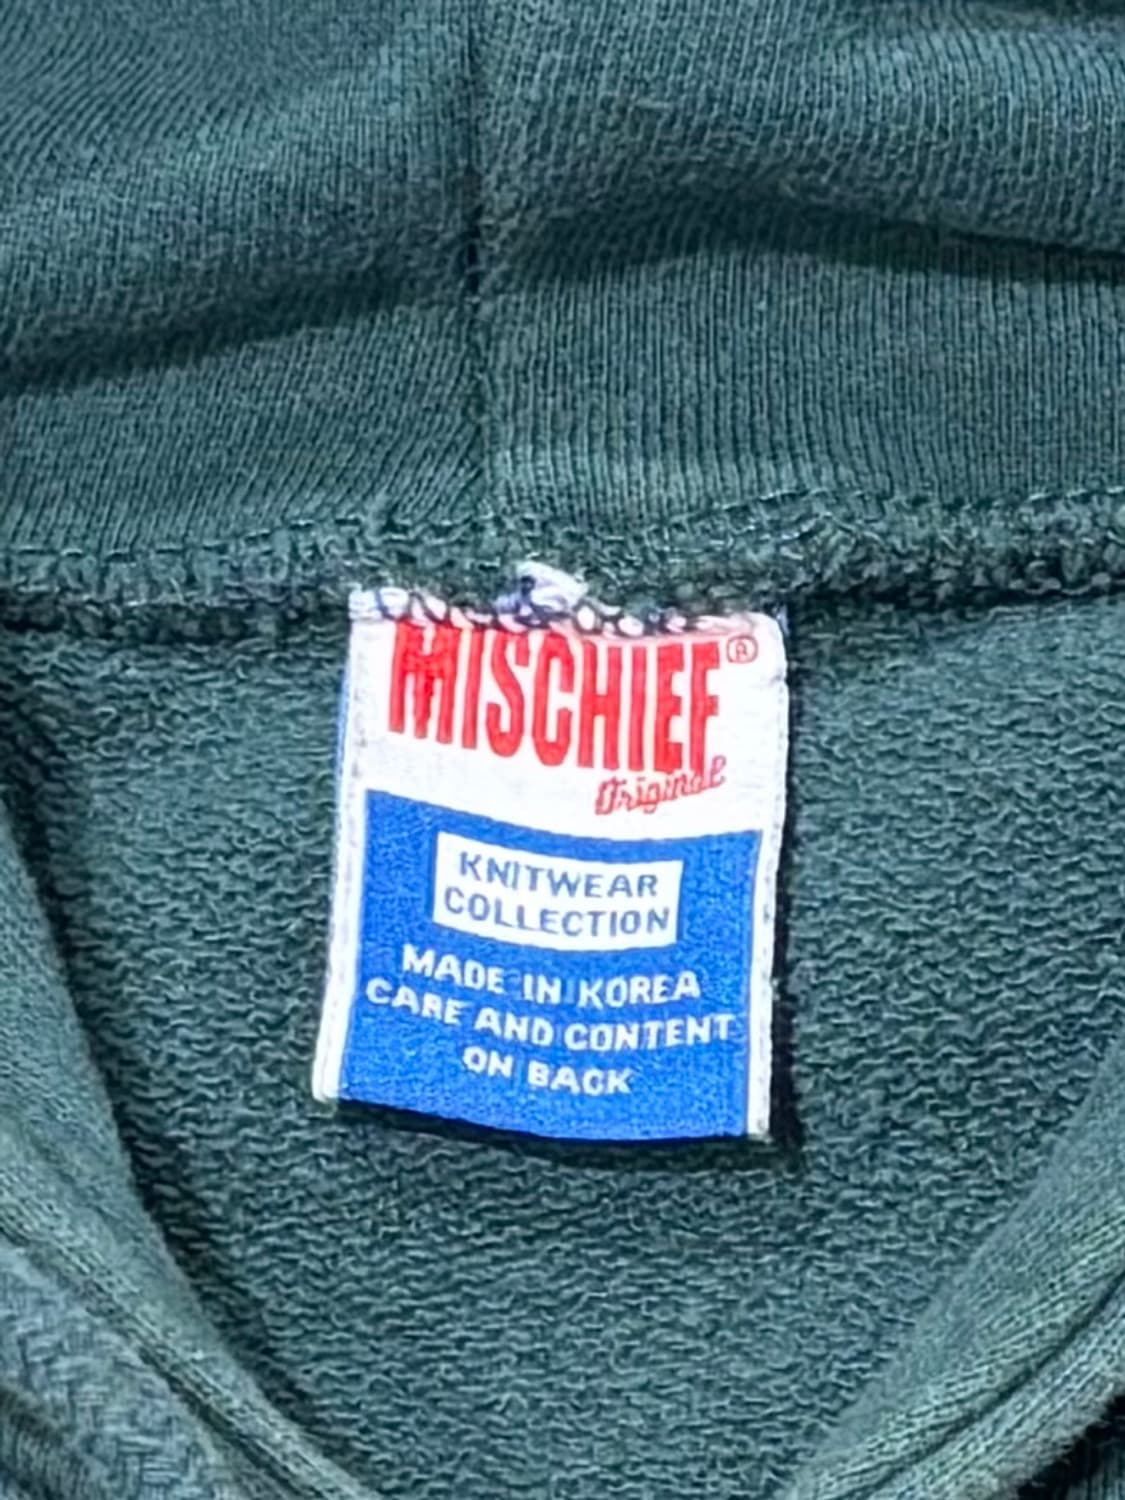 MISCHIEF®
Original
KNITWEAR
COLLECTION
MADE IN KOREA
CARE AND CONTENT
ON BACK